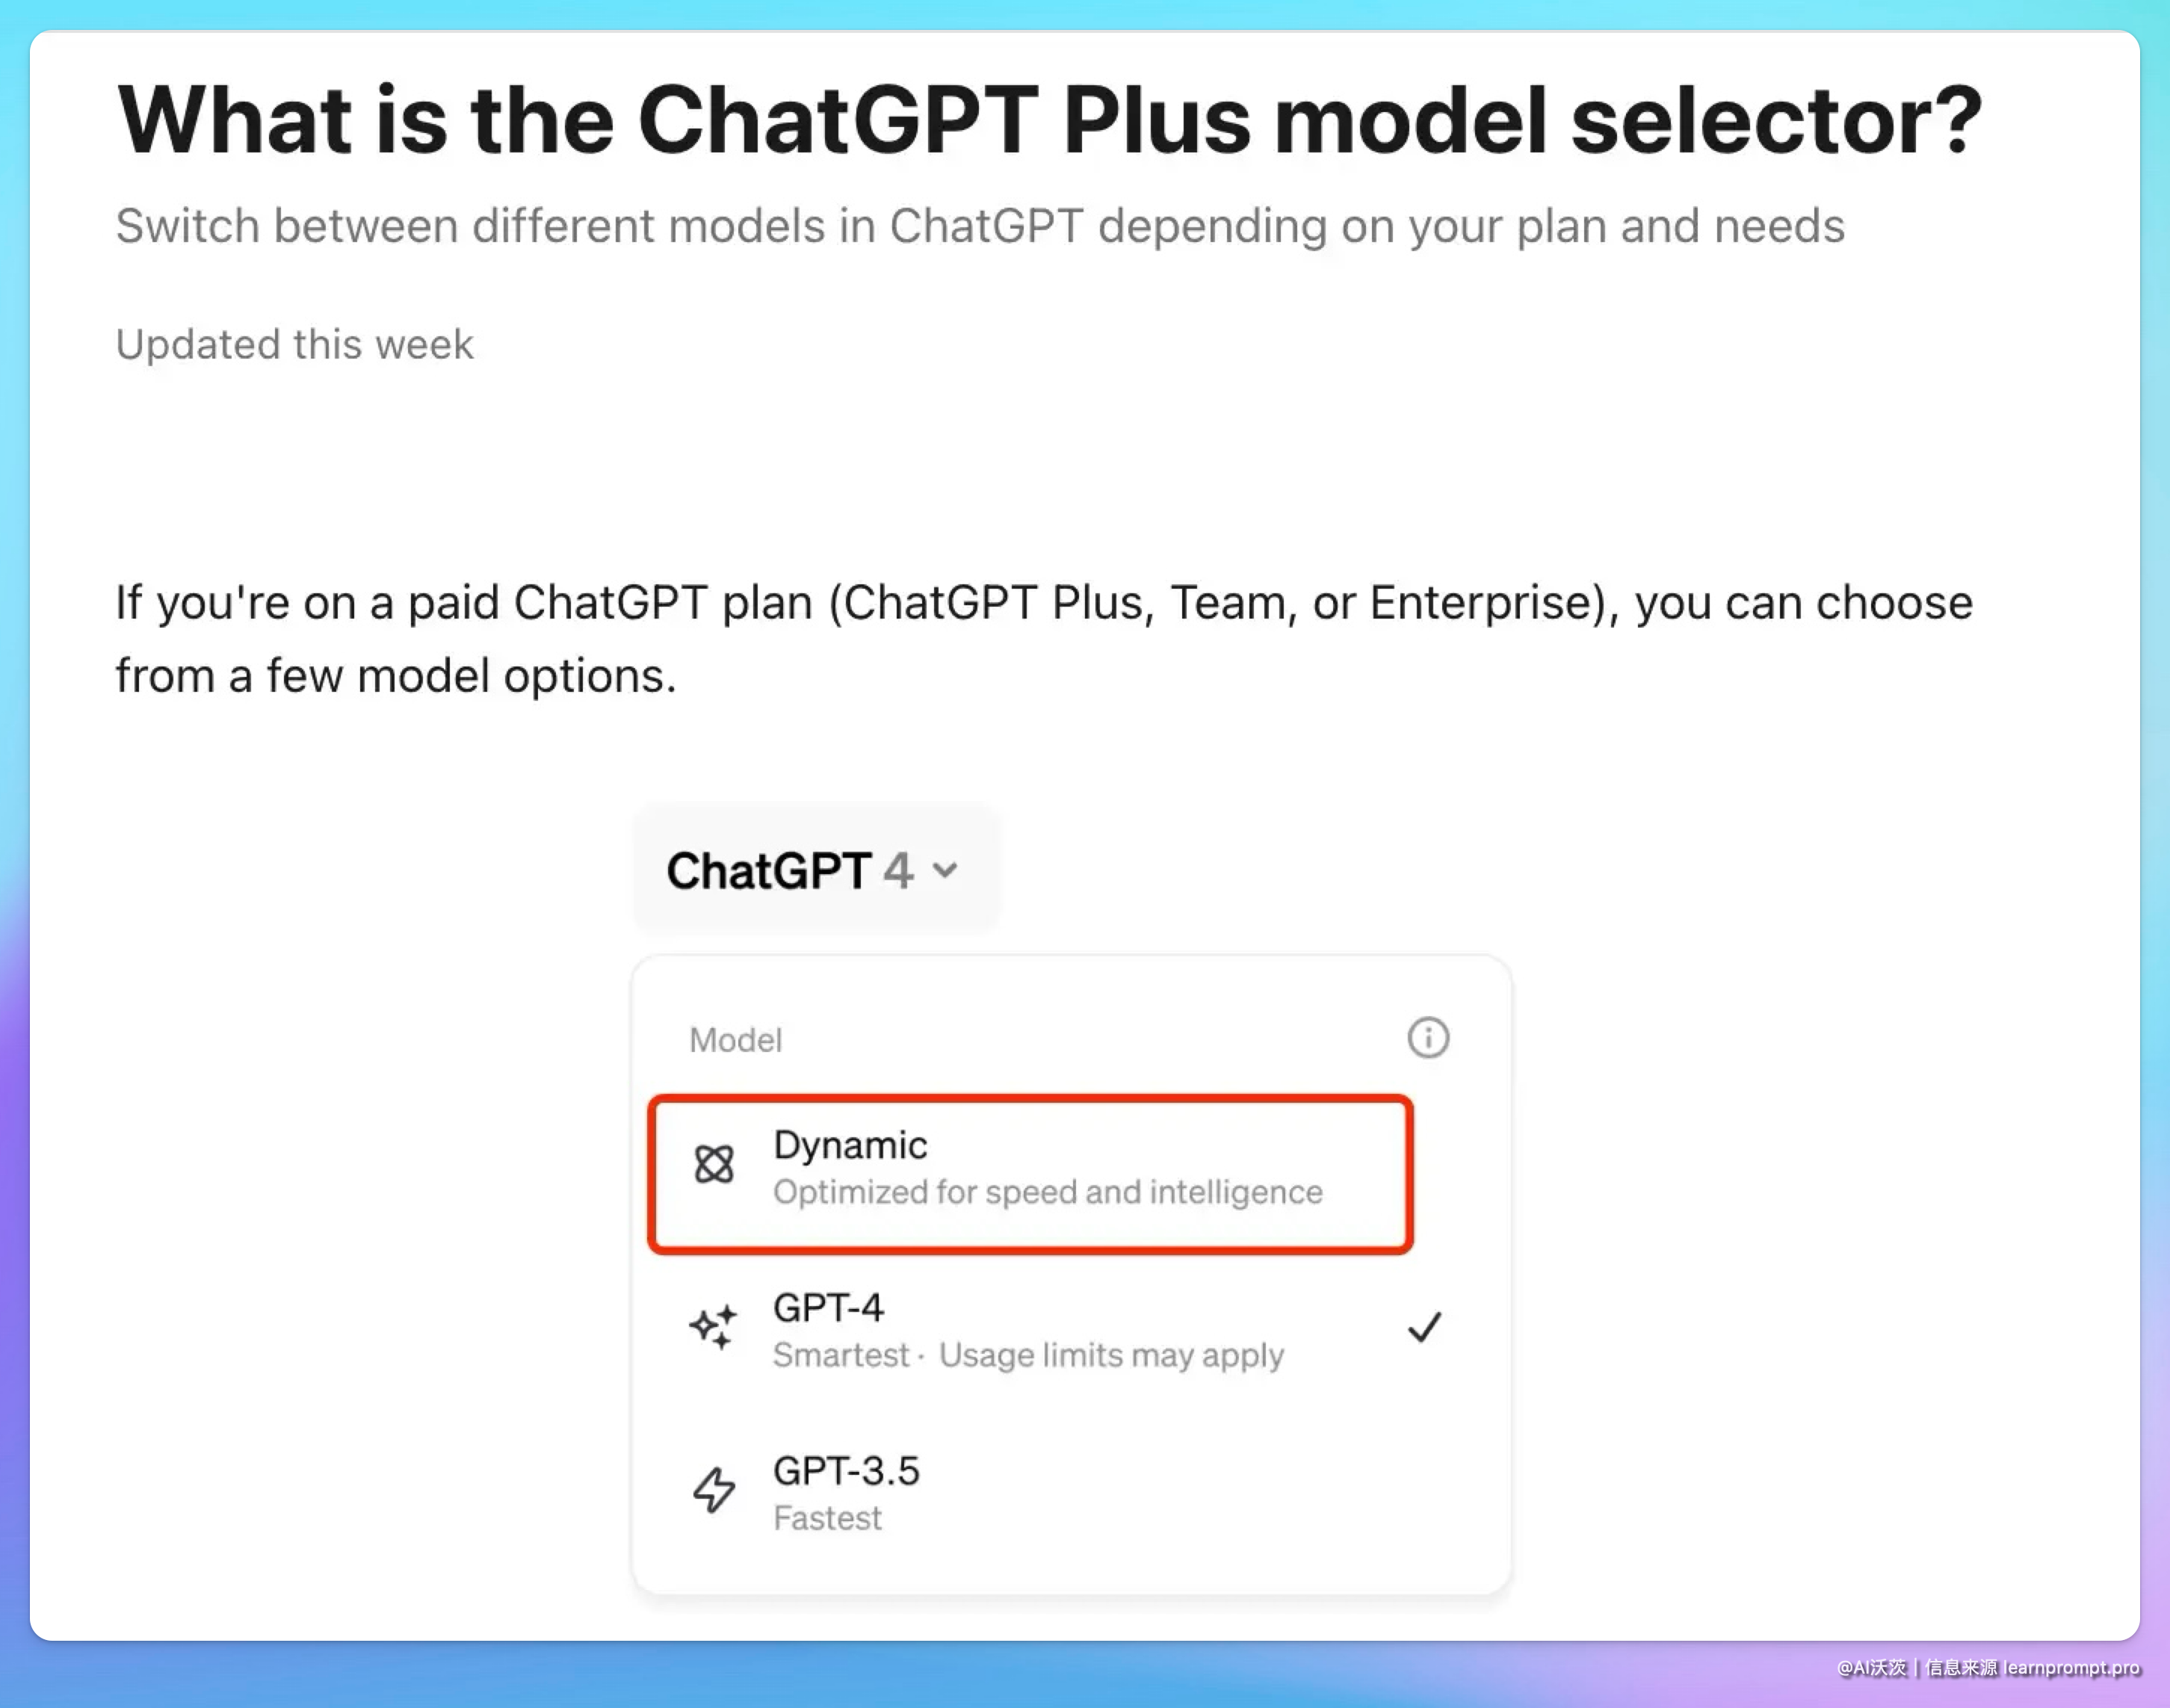 What is the ChatGPT Plus model selector?
Switch between different models in ChatGPT depending on your plan and needs
Updated this week
If you're on a paid ChatGPT plan (ChatGPT Plus, Team, or Enterprise), you can choose
from a few model options.
ChatGPT 4
Model
Dynamic
Optimized for speed and intelligence
GPT-4
Smartest · Usage limits may apply
GPT-3.5
Fastest
@AI沃茨 | 信息来源 learnprompt.pro